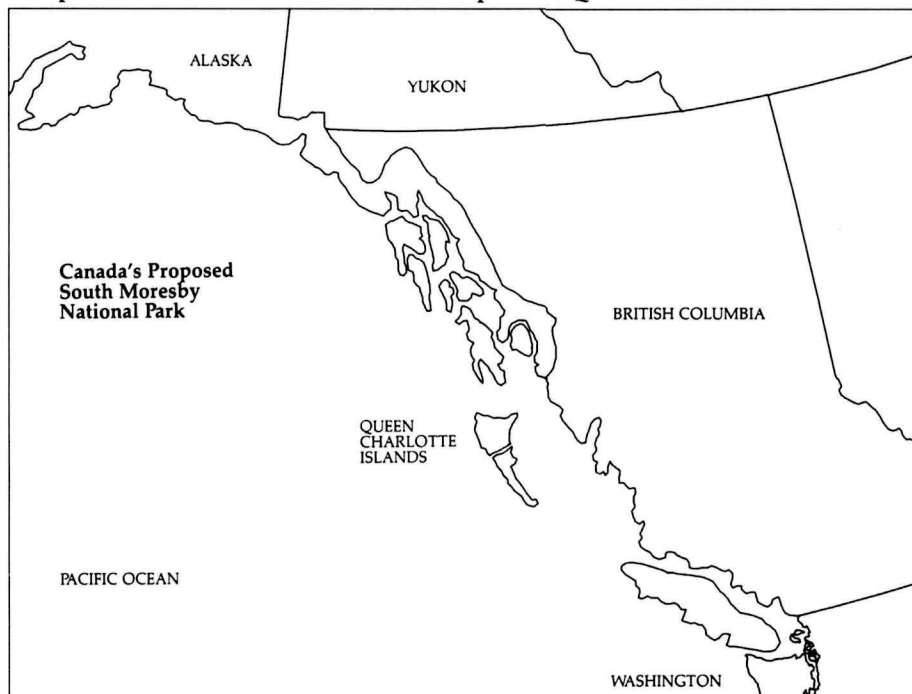 ALASKA
YUKON
Canada's Proposed
South Moresby
National Park
BRITISH COLUMBIA
QUEEN
CHARLOTTE
ISLANDS
PACIFIC OCEAN
WASHINGTON